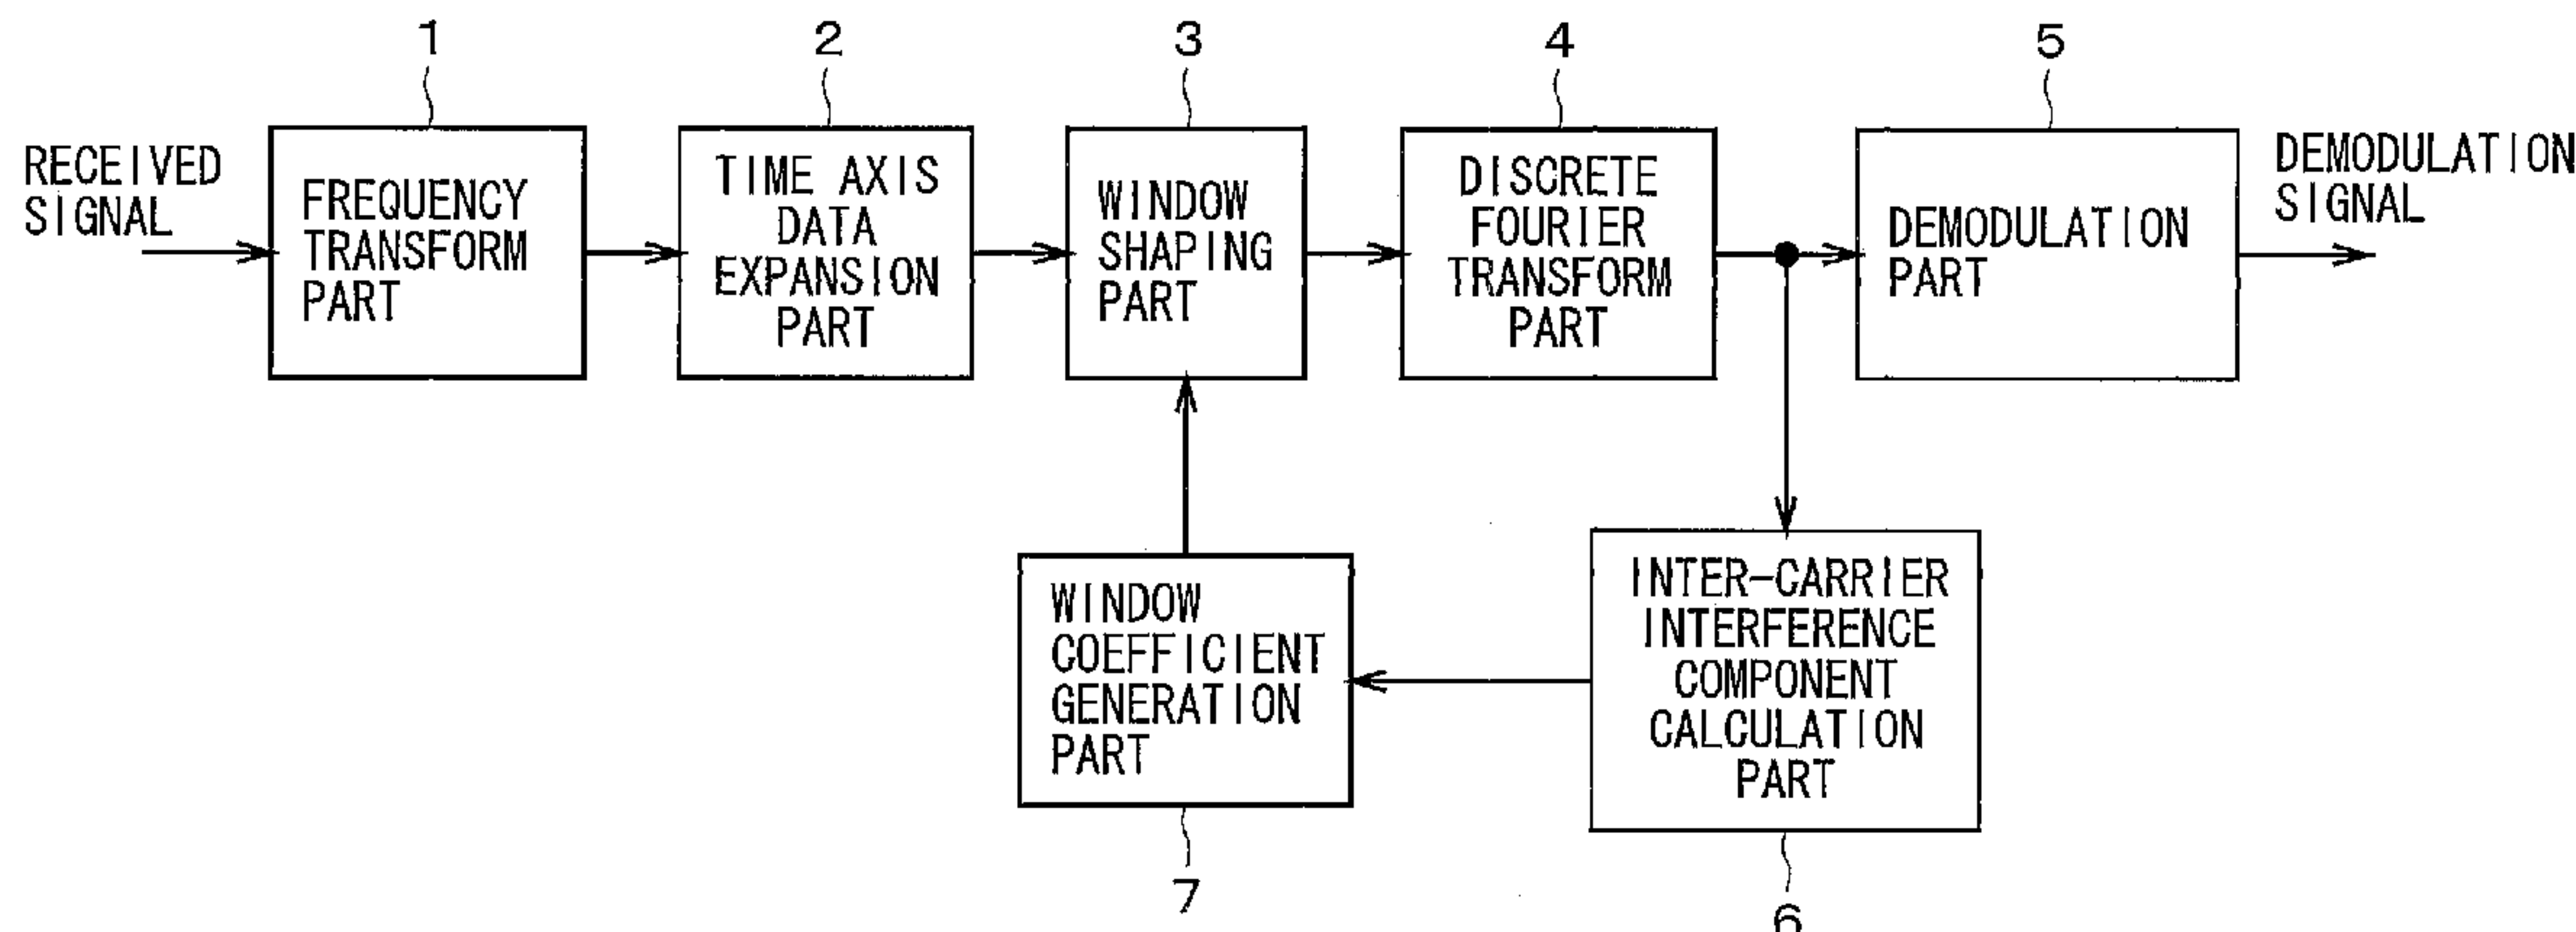 1
2
3
4
5
RECEIVED
SIGNAL
FREQUENCY
TRANSFORM
PART
TIME AXIS
DATA
EXPANSION
PART
WINDOW
SHAPING
PART
DISCRETE
FOURIER
TRANSFORM
PART
DEMODULATION
PART
DEMODULATION
SIGNAL
WINDOW
COEFFICIENT
GENERATION
PART
INTER-CARRIER
INTERFERENCE
COMPONENT
CALCULATION
PART
7
6